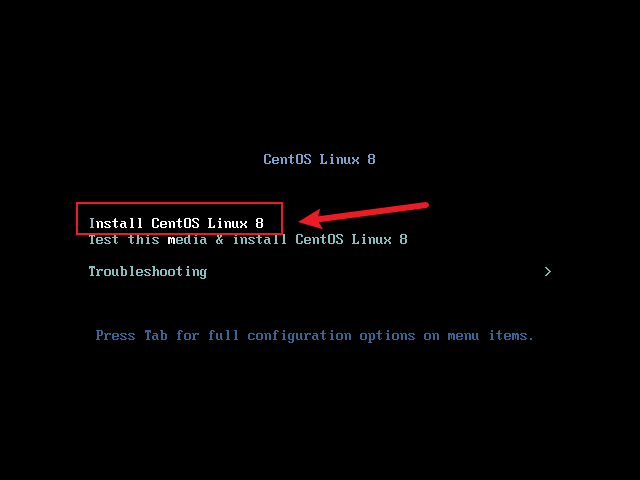 CentOS Linux 8
Install CentOS Linux 8
Test this media & install CentOS Linux 8
Troubleshooting >
Press Tab for full configuration options on menu items.